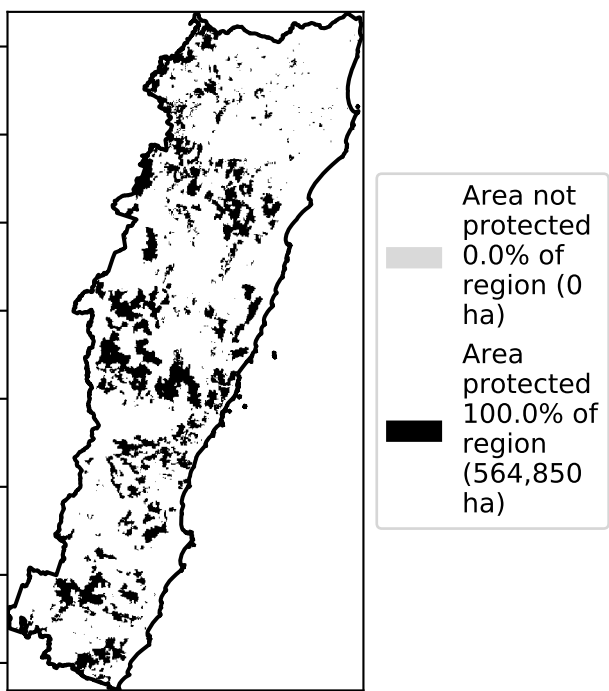 Area not
protected
0.0% of
region (0
ha)
Area
protected
100.0% of
region
(564,850
ha)